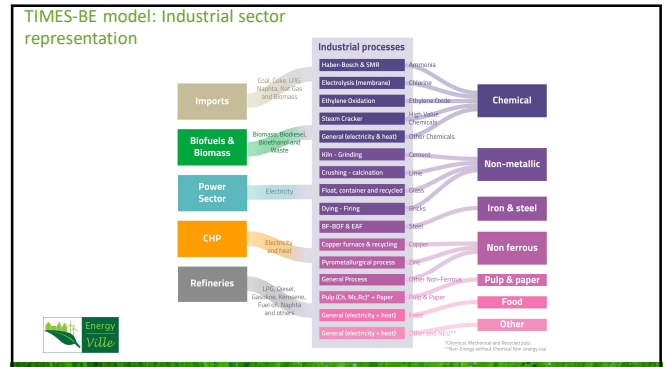 TIMES-BE model: Industrial sector
representation
Industrial processes
Imports
Coal, Coke, LPG,
Naphta, Nat Gas
and Biomass
Biofuels &
Biomass
Biomass, Biodiesel,
Bioethanol and
Waste
Power
Sector
Electricity
CHP
Electricity
and heat
Refineries
LPG, Diesel,
Gasoline, Kerosene,
Fuel oil, Naphta
and others
Haber-Bosch & SMR
Ammonia
Electrolysis (membrane)
Chlorine
Ethylene Oxidation
Ethylene Oxide
Steam Cracker
High Value
Chemicals
General (electricity & heat)
Other Chemicals
Kiln - Grinding
Cement
Crushing - calcination
Lime
Float, container and recycled
Glass
Dying - Firing
Bricks
BF-BOF & EAF
Steel
Copper furnace & recycling
Copper
Pyrometallurgical process
Zinc
General Process
Other Non-Ferrous
Pulp (Ch, Mc,Rc)* + Paper
Pulp & Paper
General (electricity + heat)
Food
General (electricity + heat)
Other and NEU**
Chemical
Non-metallic
Iron & steel
Non ferrous
Pulp & paper
Food
Other
*Chemical, Mechanical and Recycled pulp.
**Non-Energy without Chemical Non-energy use
Energy
Ville